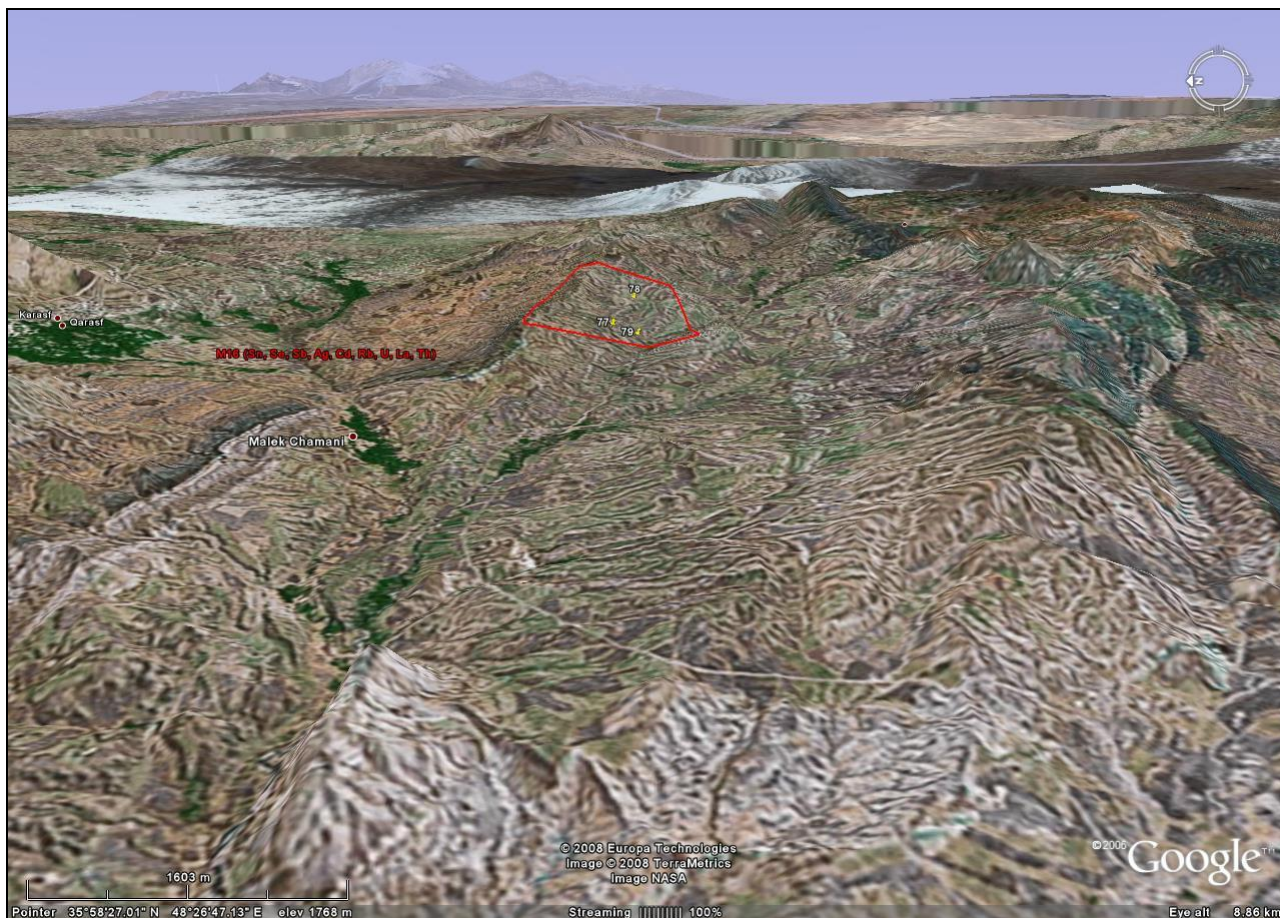 N
78
Karasf
Qarasf
77
79
M16 (Sn, Se, Sb, Ag, Cd, Rb, U, La, Th)
Malek Chamani
© 2008 Europa Technologies
Image © 2008 TerraMetrics
Image NASA
©2006 Google™
1603 m
Pointer 35°58'27.01" N 48°26'47.13" E elev 1768 m Streaming |||||||||| 100% Eye alt 8.86 km